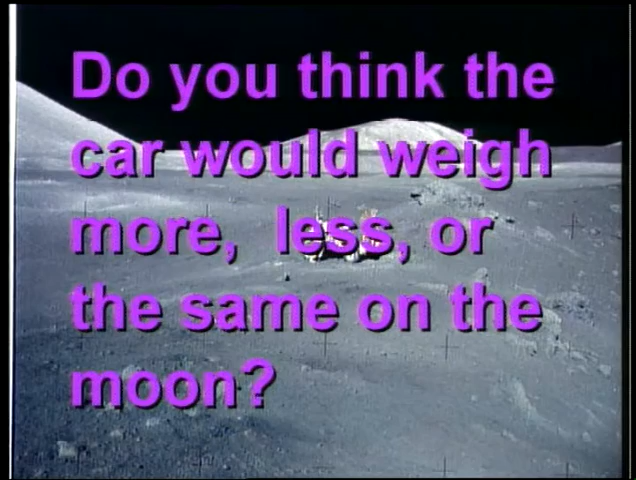 Do you think the
car would weigh
more, less, or
the same on the
moon?